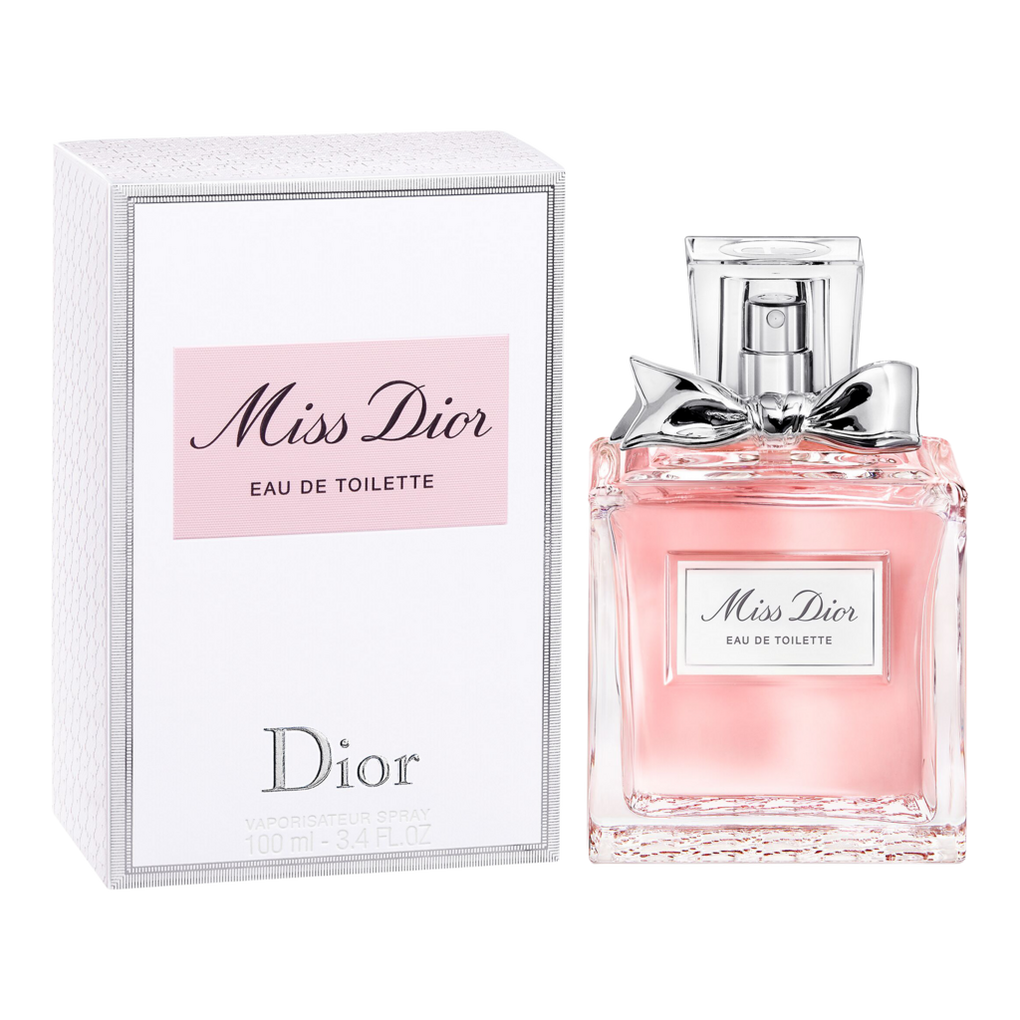 Miss Dior
EAU DE TOILETTE
Dior
VAPORISATEUR SPRAY
100 ml - 3.4 FL.OZ
Miss Dior
EAU DE TOILETTE